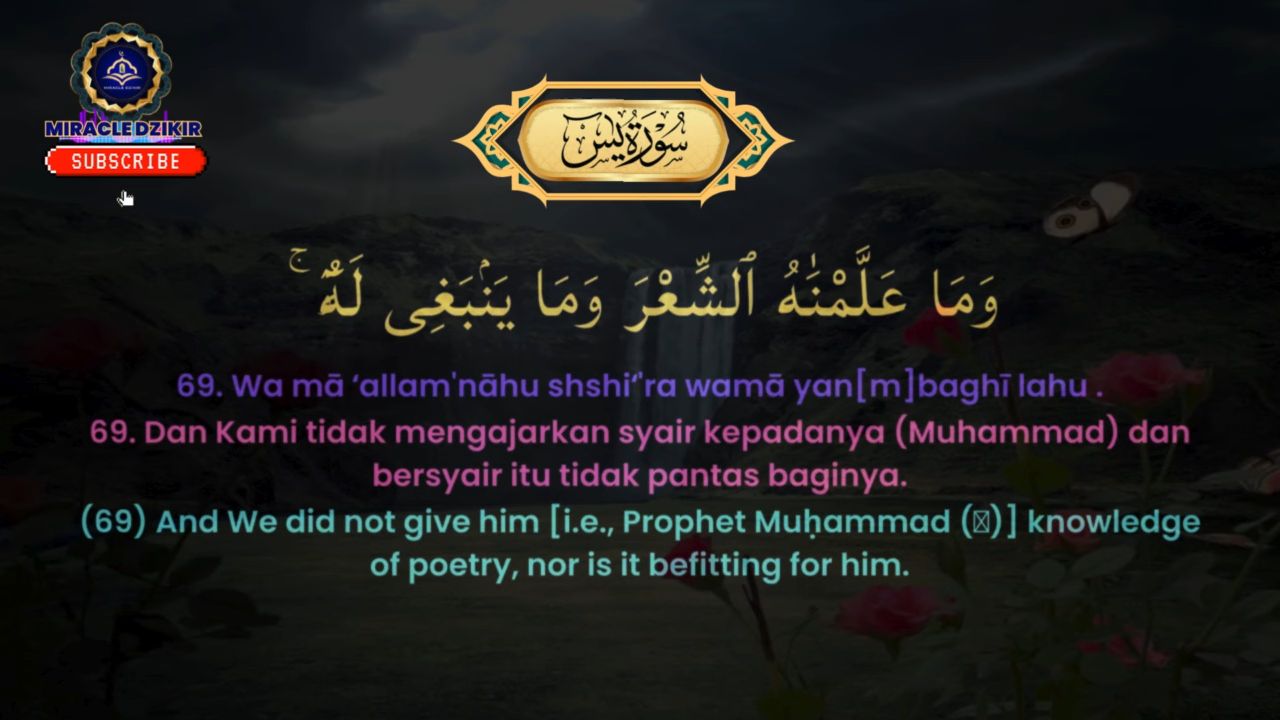 MIRACLE DZIKIR
SUBSCRIBE
سُورَةُ يسٓ
وَمَا عَلَّمْنَٰهُ ٱلشِّعْرَ وَمَا يَنۢبَغِى لَهُۥٓ ۚ
69. Wa mā ‘allam'nāhu shshi‘'ra wamā yan[m]baghī lahu .
69. Dan Kami tidak mengajarkan syair kepadanya (Muhammad) dan
bersyair itu tidak pantas baginya.
(69) And We did not give him [i.e., Prophet Muḥammad (ﷺ)] knowledge
of poetry, nor is it befitting for him.